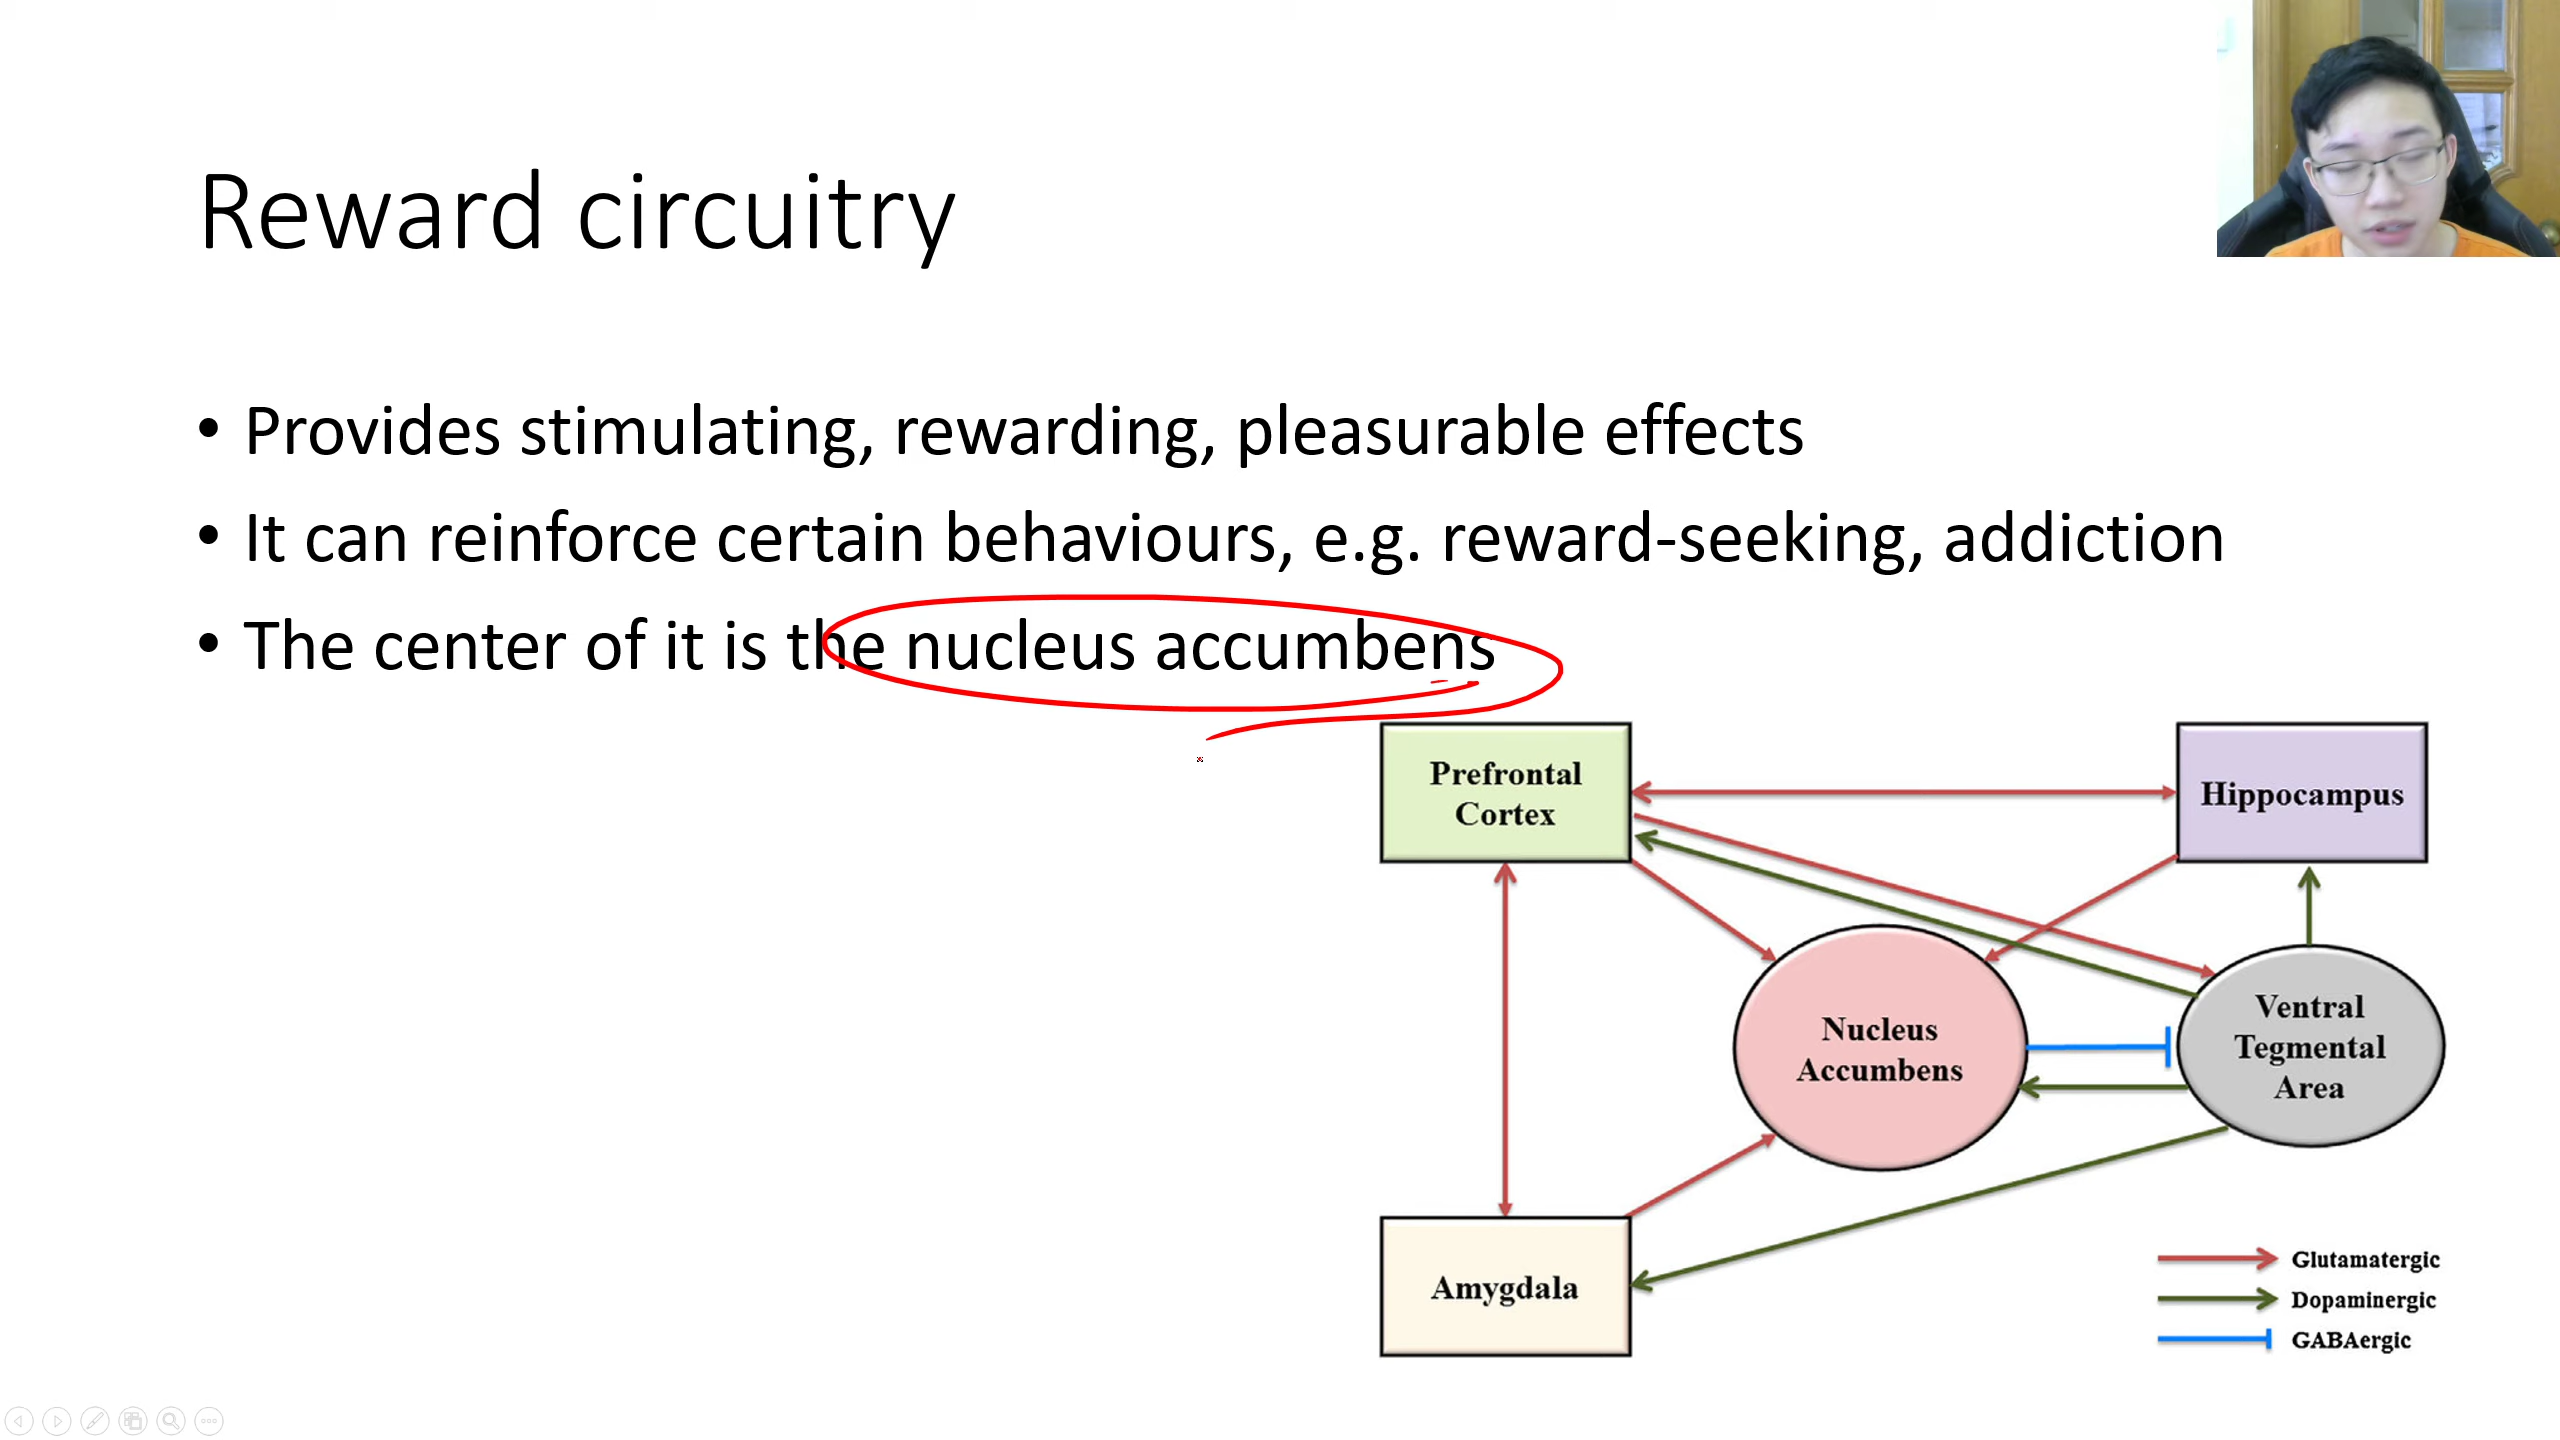 Reward circuitry
• Provides stimulating, rewarding, pleasurable effects
• It can reinforce certain behaviours, e.g. reward-seeking, addiction
• The center of it is the nucleus accumbens
Prefrontal
Cortex
Hippocampus
Nucleus
Accumbens
Ventral
Tegmental
Area
Amygdala
Glutamatergic
Dopaminergic
GABAergic